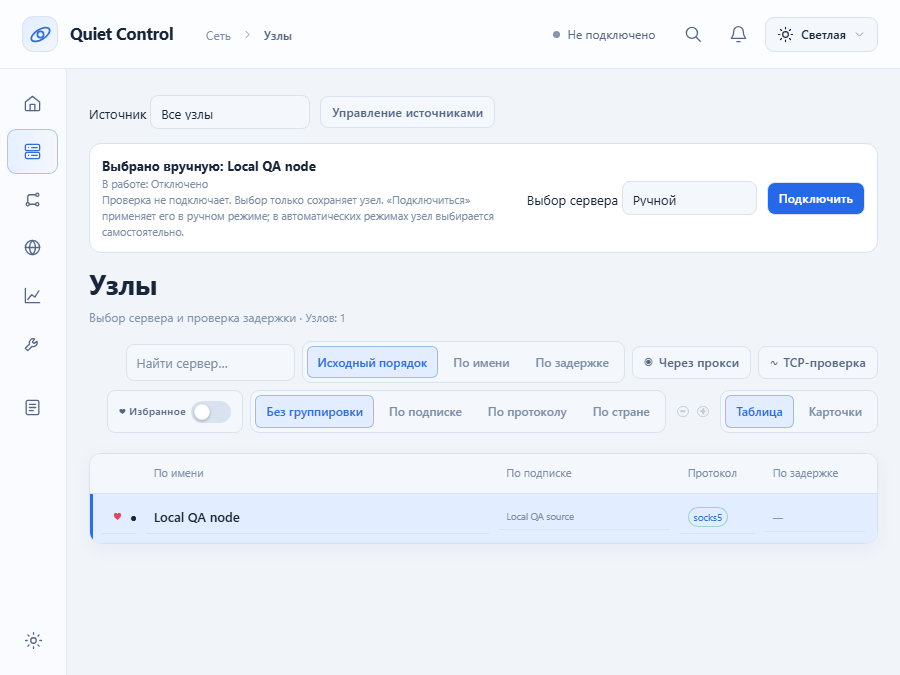 Quiet Control
Сеть
Узлы
Не подключено
Светлая
Источник
Все узлы
Управление источниками
Выбрано вручную: Local QA node
В работе: Отключено
Проверка не подключает. Выбор только сохраняет узел. «Подключиться»
применяет его в ручном режиме; в автоматических режимах узел выбирается
самостоятельно.
Выбор сервера
Ручной
Подключить
Узлы
Выбор сервера и проверка задержки · Узлов: 1
Найти сервер...
Исходный порядок
По имени
По задержке
Через прокси
~ TCP-проверка
Избранное
Без группировки
По подписке
По протоколу
По стране
Таблица
Карточки
По имени
По подписке
Протокол
По задержке
Local QA node
Local QA source
socks5
—